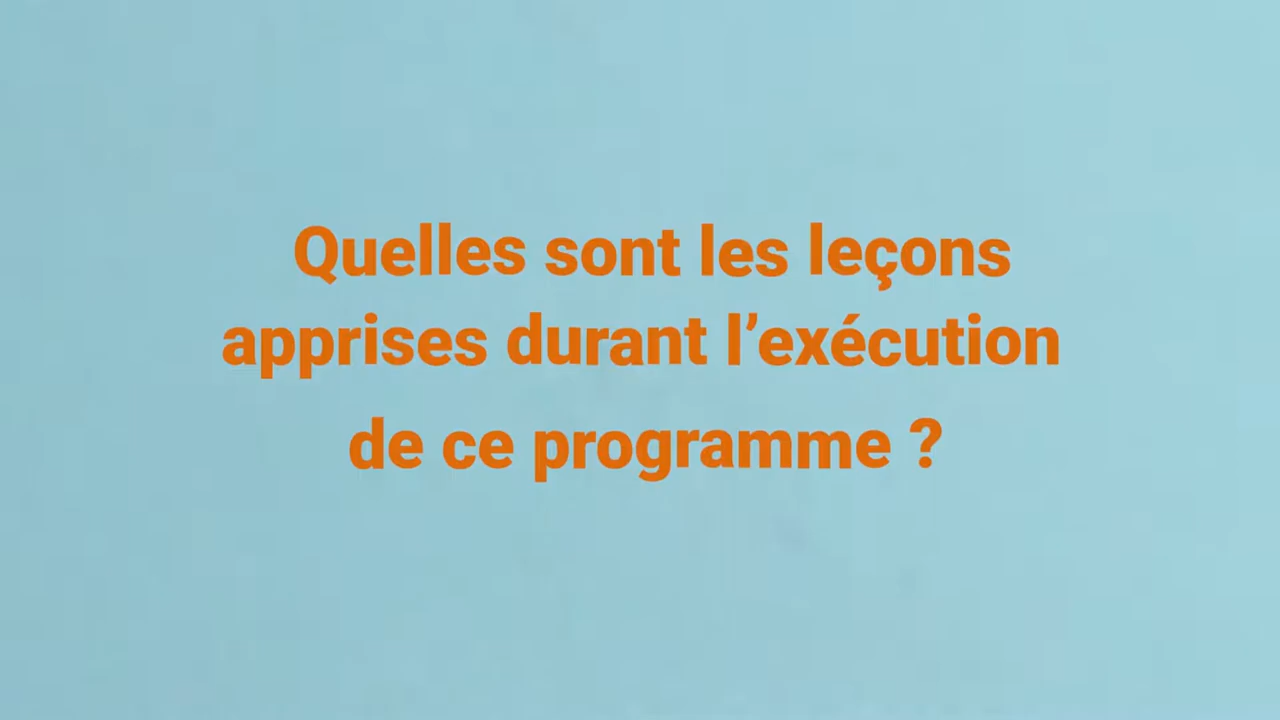 Quelles sont les leçons
apprises durant l’exécution
de ce programme ?